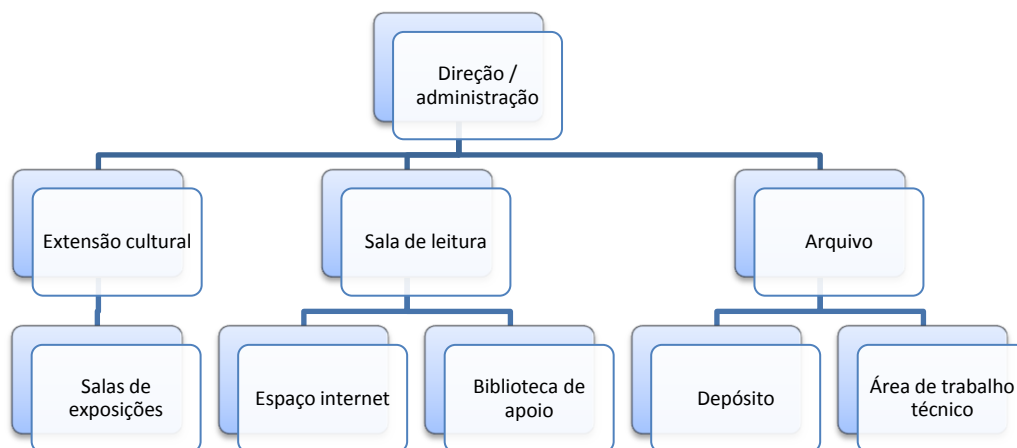 Direção /
administração
Extensão cultural
Sala de leitura
Arquivo
Salas de
exposições
Espaço internet
Biblioteca de
apoio
Depósito
Área de trabalho
técnico